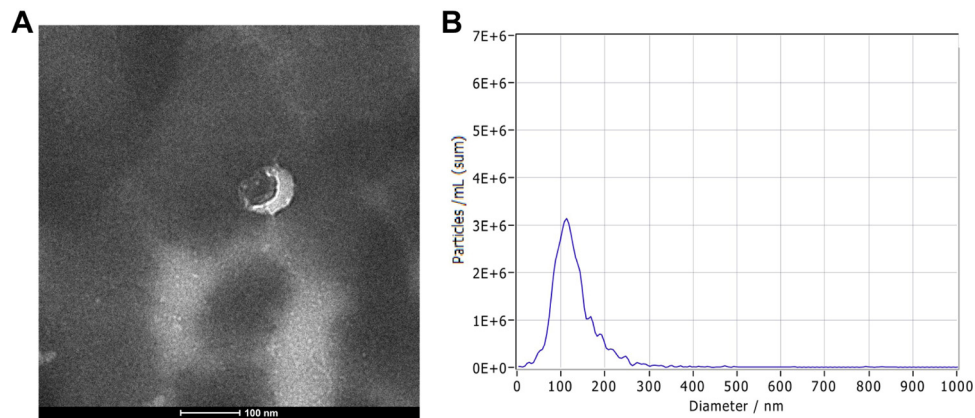 A
100 nm
B
Particles /mL (sum)
7E+6
6E+6
5E+6
4E+6
3E+6
2E+6
1E+6
0E+0
0 100 200 300 400 500 600 700 800 900 1000
Diameter / nm